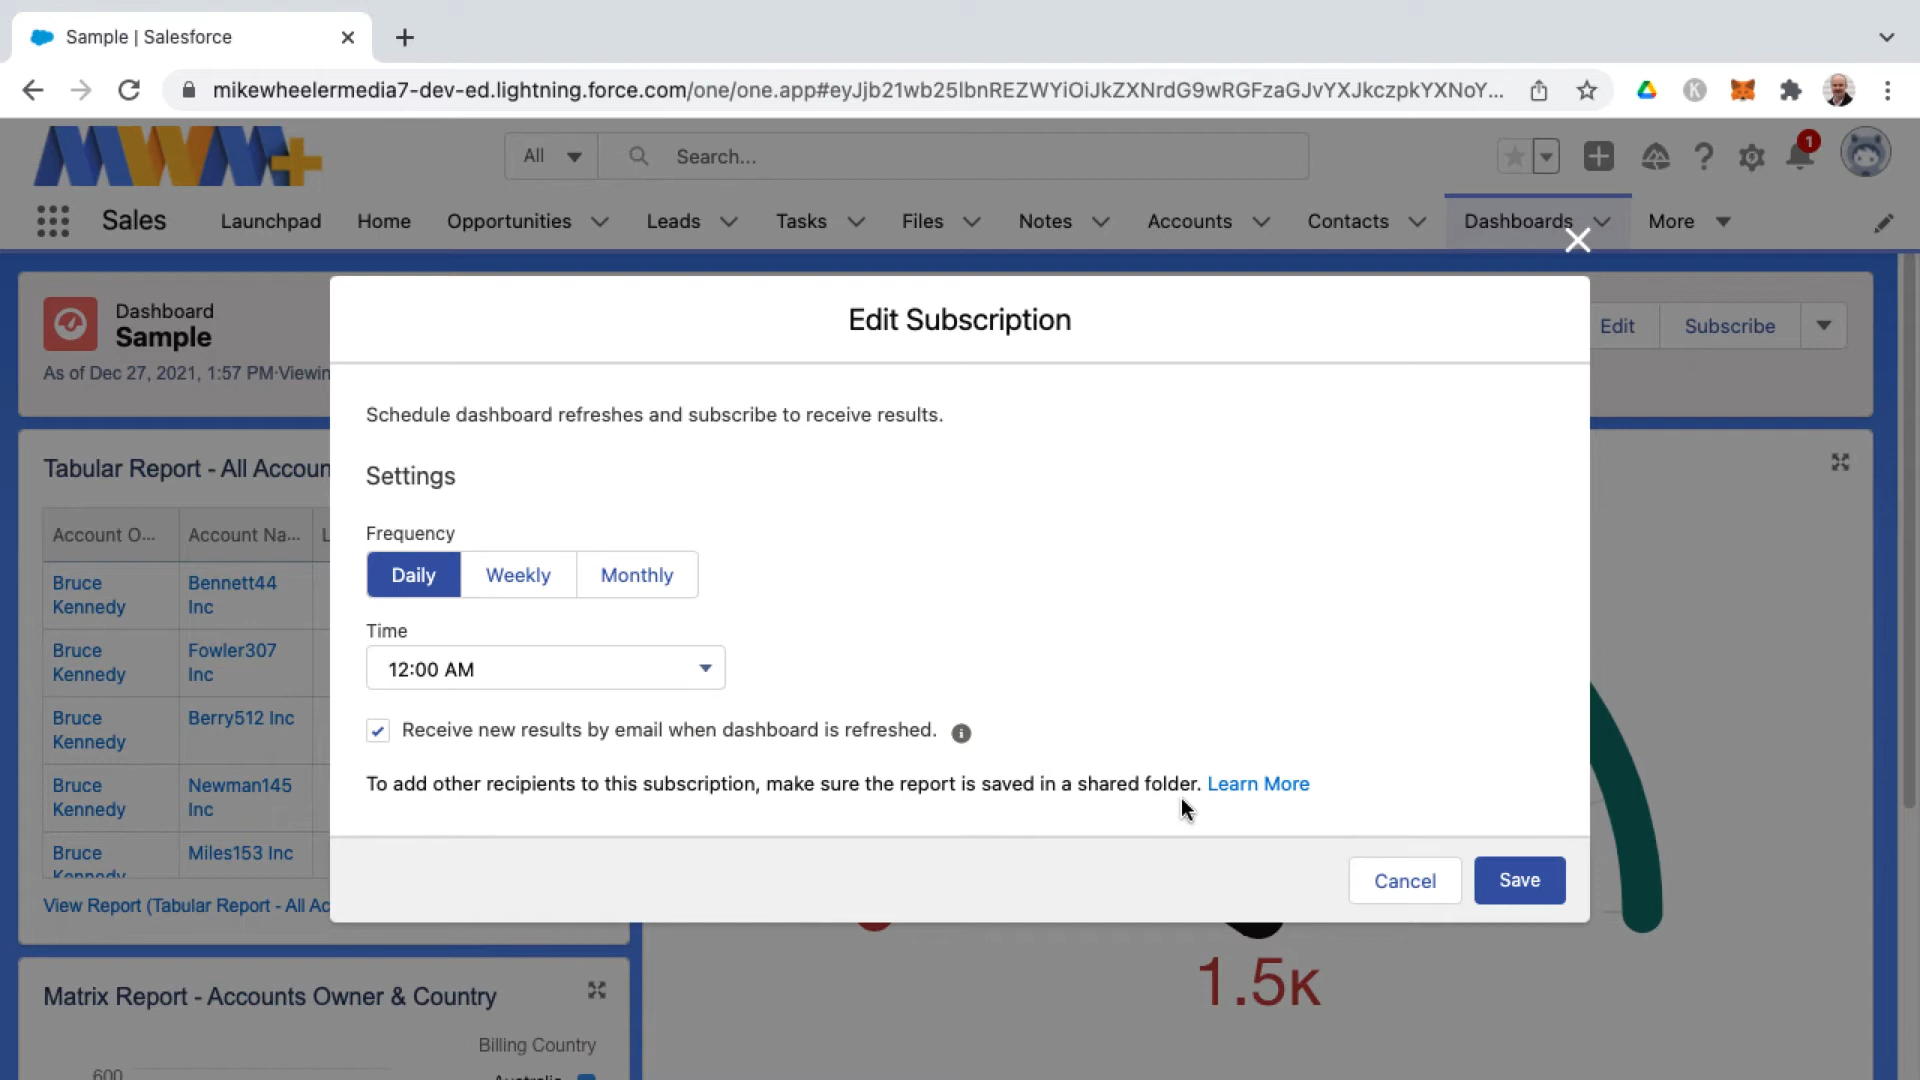 Sample | Salesforce
mikewheelermedia7-dev-ed.lightning.force.com/one/one.app#eyJjb21wb25lbnREZWYiOiJkZXNrdG9wRGFzaGJvYXJkczpkYXNoY...
K
MWM+
All
Search...
1
Sales
Launchpad
Home
Opportunities
Leads
Tasks
Files
Notes
Accounts
Contacts
Dashboards
More
Dashboard
Sample
As of Dec 27, 2021, 1:57 PM·Viewin
Edit
Subscribe
Edit Subscription
Schedule dashboard refreshes and subscribe to receive results.
Settings
Frequency
Daily
Weekly
Monthly
Time
12:00 AM
Receive new results by email when dashboard is refreshed.
To add other recipients to this subscription, make sure the report is saved in a shared folder. Learn More
Cancel
Save
Tabular Report - All Accoun
Account O...
Account Na...
L
Bruce
Kennedy
Bennett44
Inc
Bruce
Kennedy
Fowler307
Inc
Bruce
Kennedy
Berry512 Inc
Bruce
Kennedy
Newman145
Inc
Bruce
Kennedy
Miles153 Inc
View Report (Tabular Report - All Ac
1.5K
Matrix Report - Accounts Owner & Country
Billing Country
600
Australia